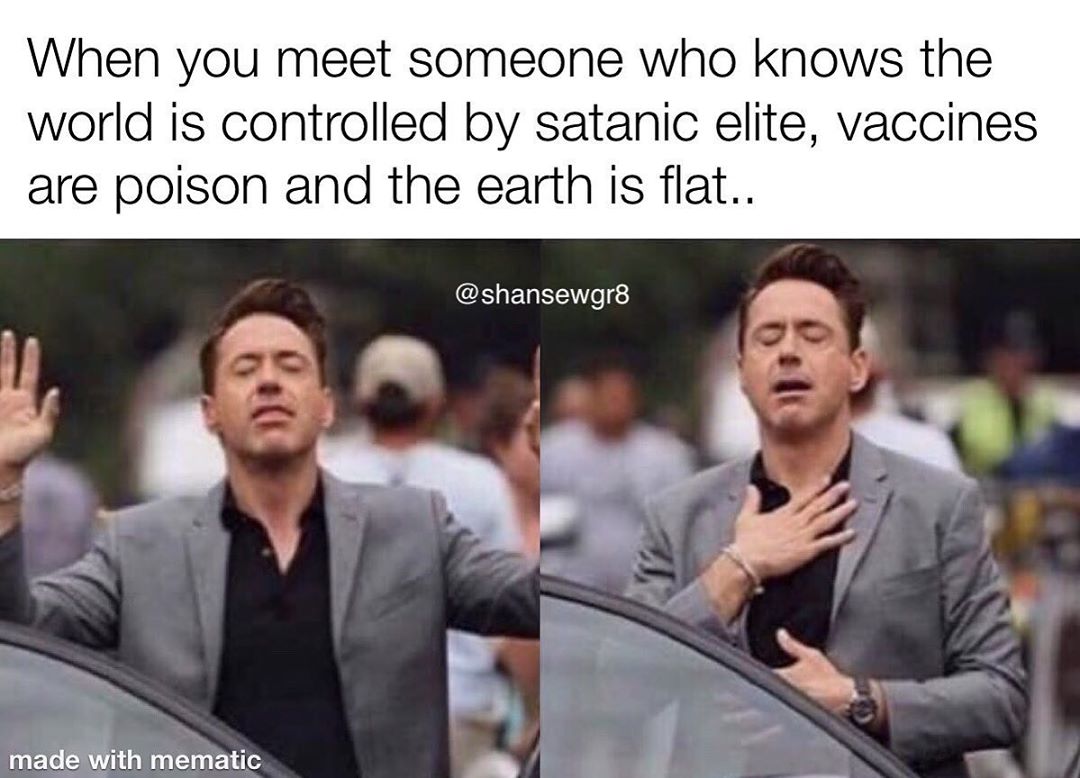 When you meet someone who knows the
world is controlled by satanic elite, vaccines
are poison and the earth is flat..
@shansewgr8
made with mematic